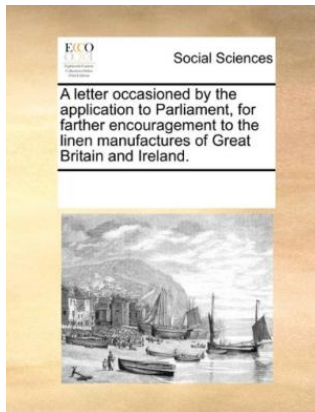 ECCO
Social Sciences
A letter occasioned by the
application to Parliament, for
farther encouragement to the
linen manufactures of Great
Britain and Ireland.